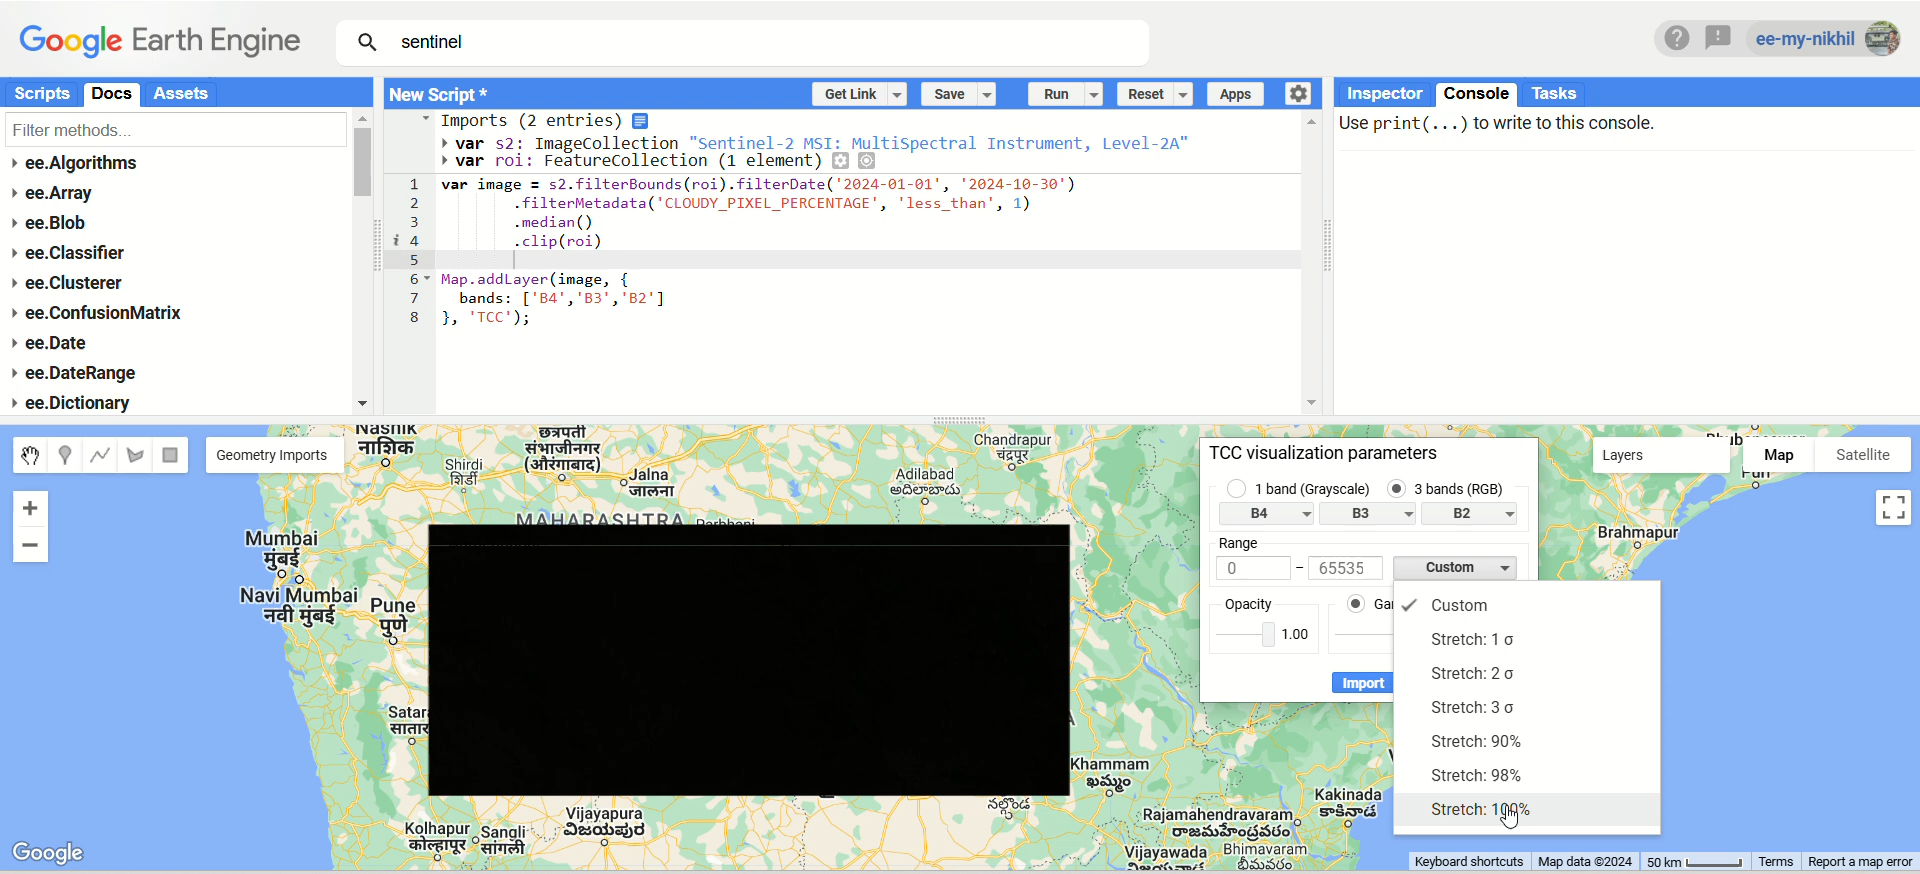 Google Earth Engine
sentinel
ee-my-nikhil
Scripts Docs Assets
Filter methods...
ee.Algorithms
ee.Array
ee.Blob
ee.Classifier
ee.Clusterer
ee.ConfusionMatrix
ee.Date
ee.DateRange
ee.Dictionary
New Script *
Get Link Save Run Reset Apps
Imports (2 entries)
var s2: ImageCollection "Sentinel-2 MSI: MultiSpectral Instrument, Level-2A"
var roi: FeatureCollection (1 element)
1 var image = s2.filterBounds(roi).filterDate('2024-01-01', '2024-10-30')
2 .filterMetadata('CLOUDY_PIXEL_PERCENTAGE', 'less_than', 1)
3 .median()
i 4 .clip(roi)
5
6 Map.addLayer(image, {
7 bands: ['B4','B3','B2']
8 }, 'TCC');
Inspector Console Tasks
Use print(...) to write to this console.
Geometry Imports
Nashik
नाशिक
Shirdi
शिर्डी
छत्रपती
संभाजीनगर
(औरंगाबाद)
Jalna
जालना
Chandrapur
चंद्रपूर
Adilabad
ఆదిలాబాదు
MAHARASHTRA
Parbhani
Mumbai
मुंबई
Navi Mumbai
नवी मुंबई
Pune
पुणे
Satar
सातार
Kolhapur
कोल्हापूर
Sangli
सांगली
Vijayapura
ವಿಜಯಪುರ
నల్గొండ
Khammam
ఖమ్మం
Rajamahendravaram
రాజమహేంద్రవరం
Kakinada
కాకినాడ
Vijayawada
Bhimavaram
భీమవరం
Brahmapur
Puri
TCC visualization parameters
1 band (Grayscale) 3 bands (RGB)
B4 B3 B2
Range
0 – 65535 Custom
Opacity
1.00
Import
Custom
Stretch: 1 σ
Stretch: 2 σ
Stretch: 3 σ
Stretch: 90%
Stretch: 98%
Stretch: 100%
Layers
Map Satellite
Google
Keyboard shortcuts Map data ©2024 50 km Terms Report a map error